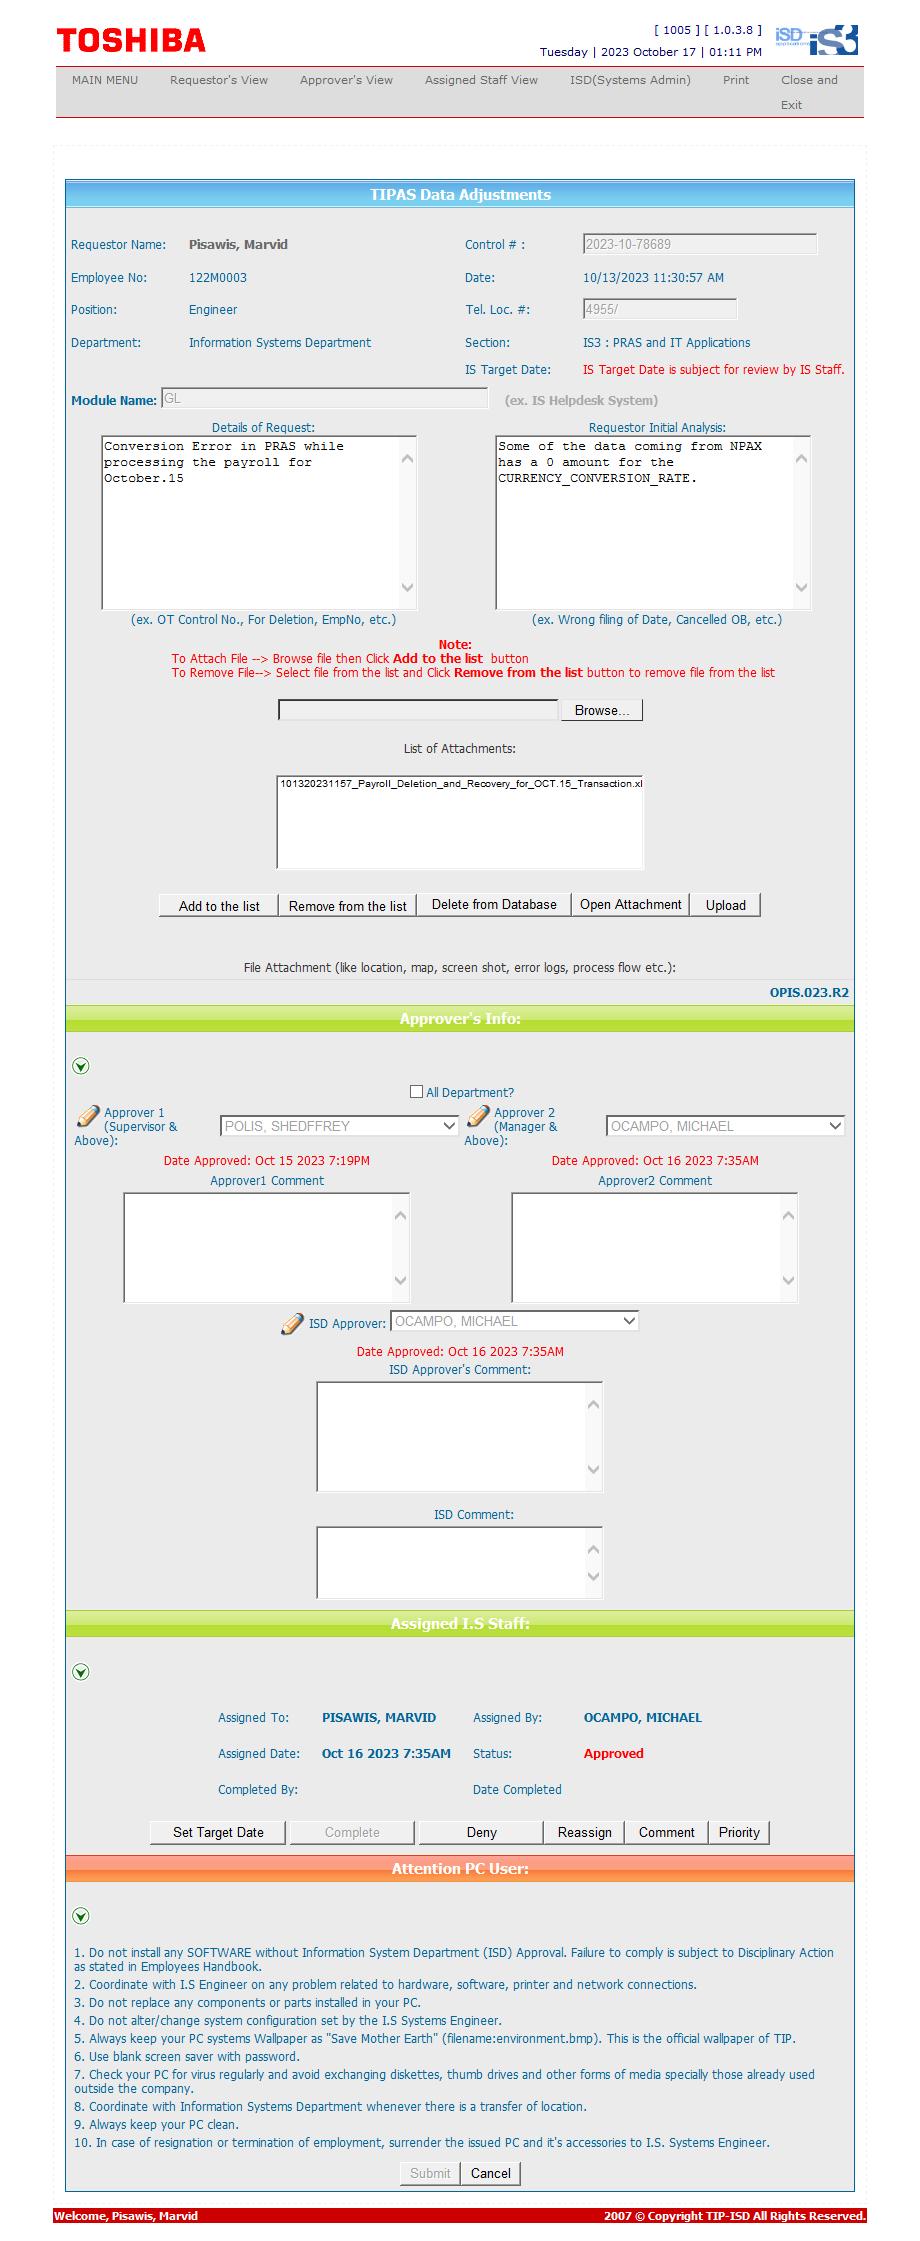 TOSHIBA
[ 1005 ] [ 1.0.3.8 ]
Tuesday | 2023 October 17 | 01:11 PM
iSD iS3
MAIN MENU Requestor's View Approver's View Assigned Staff View ISD(Systems Admin) Print Close and
Exit
TIPAS Data Adjustments
Requestor Name: Pisawis, Marvid Control # : 2023-10-78689
Employee No: 122M0003 Date: 10/13/2023 11:30:57 AM
Position: Engineer Tel. Loc. #: 4955/
Department: Information Systems Department Section: IS3 : PRAS and IT Applications
IS Target Date: IS Target Date is subject for review by IS Staff.
Module Name: GL (ex. IS Helpdesk System)
Details of Request: Requestor Initial Analysis:
Conversion Error in PRAS while
processing the payroll for
October.15
Some of the data coming from NPAX
has a 0 amount for the
CURRENCY_CONVERSION_RATE.
(ex. OT Control No., For Deletion, EmpNo, etc.) (ex. Wrong filing of Date, Cancelled OB, etc.)
Note:
To Attach File --> Browse file then Click Add to the list button
To Remove File--> Select file from the list and Click Remove from the list button to remove file from the list
Browse...
List of Attachments:
101320231157_Payroll_Deletion_and_Recovery_for_OCT.15_Transaction.xl
Add to the list Remove from the list Delete from Database Open Attachment Upload
File Attachment (like location, map, screen shot, error logs, process flow etc.):
OPIS.023.R2
Approver's Info:
All Department?
Approver 1
(Supervisor &
Above): POLIS, SHEDFFREY
Approver 2
(Manager &
Above): OCAMPO, MICHAEL
Date Approved: Oct 15 2023 7:19PM Date Approved: Oct 16 2023 7:35AM
Approver1 Comment Approver2 Comment
ISD Approver: OCAMPO, MICHAEL
Date Approved: Oct 16 2023 7:35AM
ISD Approver's Comment:
ISD Comment:
Assigned I.S Staff:
Assigned To: PISAWIS, MARVID Assigned By: OCAMPO, MICHAEL
Assigned Date: Oct 16 2023 7:35AM Status: Approved
Completed By: Date Completed
Set Target Date Complete Deny Reassign Comment Priority
Attention PC User:
1. Do not install any SOFTWARE without Information System Department (ISD) Approval. Failure to comply is subject to Disciplinary Action
as stated in Employees Handbook.
2. Coordinate with I.S Engineer on any problem related to hardware, software, printer and network connections.
3. Do not replace any components or parts installed in your PC.
4. Do not alter/change system configuration set by the I.S Systems Engineer.
5. Always keep your PC systems Wallpaper as "Save Mother Earth" (filename:environment.bmp). This is the official wallpaper of TIP.
6. Use blank screen saver with password.
7. Check your PC for virus regularly and avoid exchanging diskettes, thumb drives and other forms of media specially those already used
outside the company.
8. Coordinate with Information Systems Department whenever there is a transfer of location.
9. Always keep your PC clean.
10. In case of resignation or termination of employment, surrender the issued PC and it's accessories to I.S. Systems Engineer.
Submit Cancel
Welcome, Pisawis, Marvid 2007 © Copyright TIP-ISD All Rights Reserved.